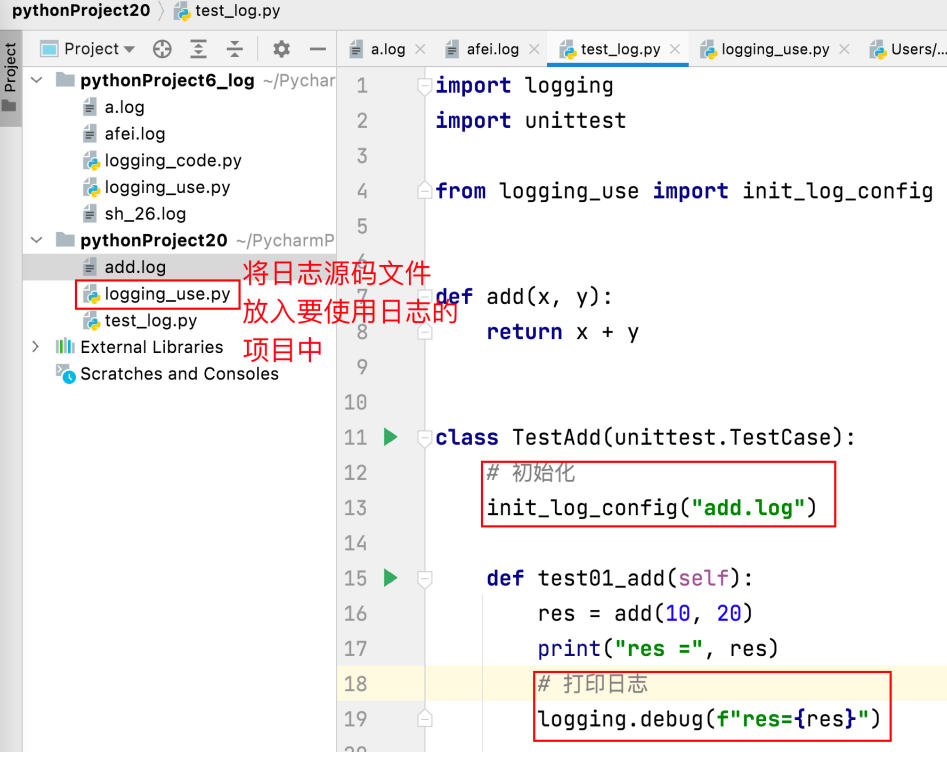 pythonProject20 test_log.py
Project
Project
a.log
afei.log
test_log.py
logging_use.py
Users/...
pythonProject6_log ~/Pychar
a.log
afei.log
logging_code.py
logging_use.py
sh_26.log
pythonProject20 ~/PycharmP
add.log
logging_use.py
test_log.py
External Libraries
Scratches and Consoles
将日志源码文件
放入要使用日志的
项目中
1 import logging
2 import unittest
3
4 from logging_use import init_log_config
5
6
7 def add(x, y):
8 return x + y
9
10
11 class TestAdd(unittest.TestCase):
12 # 初始化
13 init_log_config("add.log")
14
15 def test01_add(self):
16 res = add(10, 20)
17 print("res =", res)
18 # 打印日志
19 logging.debug(f"res={res}")
20